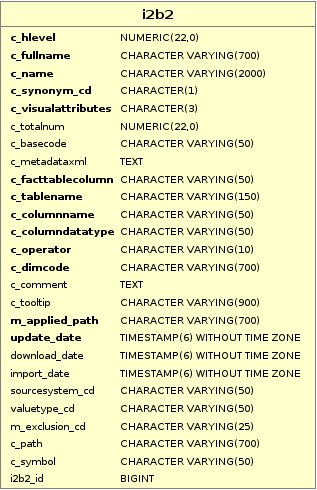 i2b2
c_hlevel NUMERIC(22,0)
c_fullname CHARACTER VARYING(700)
c_name CHARACTER VARYING(2000)
c_synonym_cd CHARACTER(1)
c_visualattributes CHARACTER(3)
c_totalnum NUMERIC(22,0)
c_basecode CHARACTER VARYING(50)
c_metadataxml TEXT
c_facttablecolumn CHARACTER VARYING(50)
c_tablename CHARACTER VARYING(150)
c_columnname CHARACTER VARYING(50)
c_columndatatype CHARACTER VARYING(50)
c_operator CHARACTER VARYING(10)
c_dimcode CHARACTER VARYING(700)
c_comment TEXT
c_tooltip CHARACTER VARYING(900)
m_applied_path CHARACTER VARYING(700)
update_date TIMESTAMP(6) WITHOUT TIME ZONE
download_date TIMESTAMP(6) WITHOUT TIME ZONE
import_date TIMESTAMP(6) WITHOUT TIME ZONE
sourcesystem_cd CHARACTER VARYING(50)
valuetype_cd CHARACTER VARYING(50)
m_exclusion_cd CHARACTER VARYING(25)
c_path CHARACTER VARYING(700)
c_symbol CHARACTER VARYING(50)
i2b2_id BIGINT